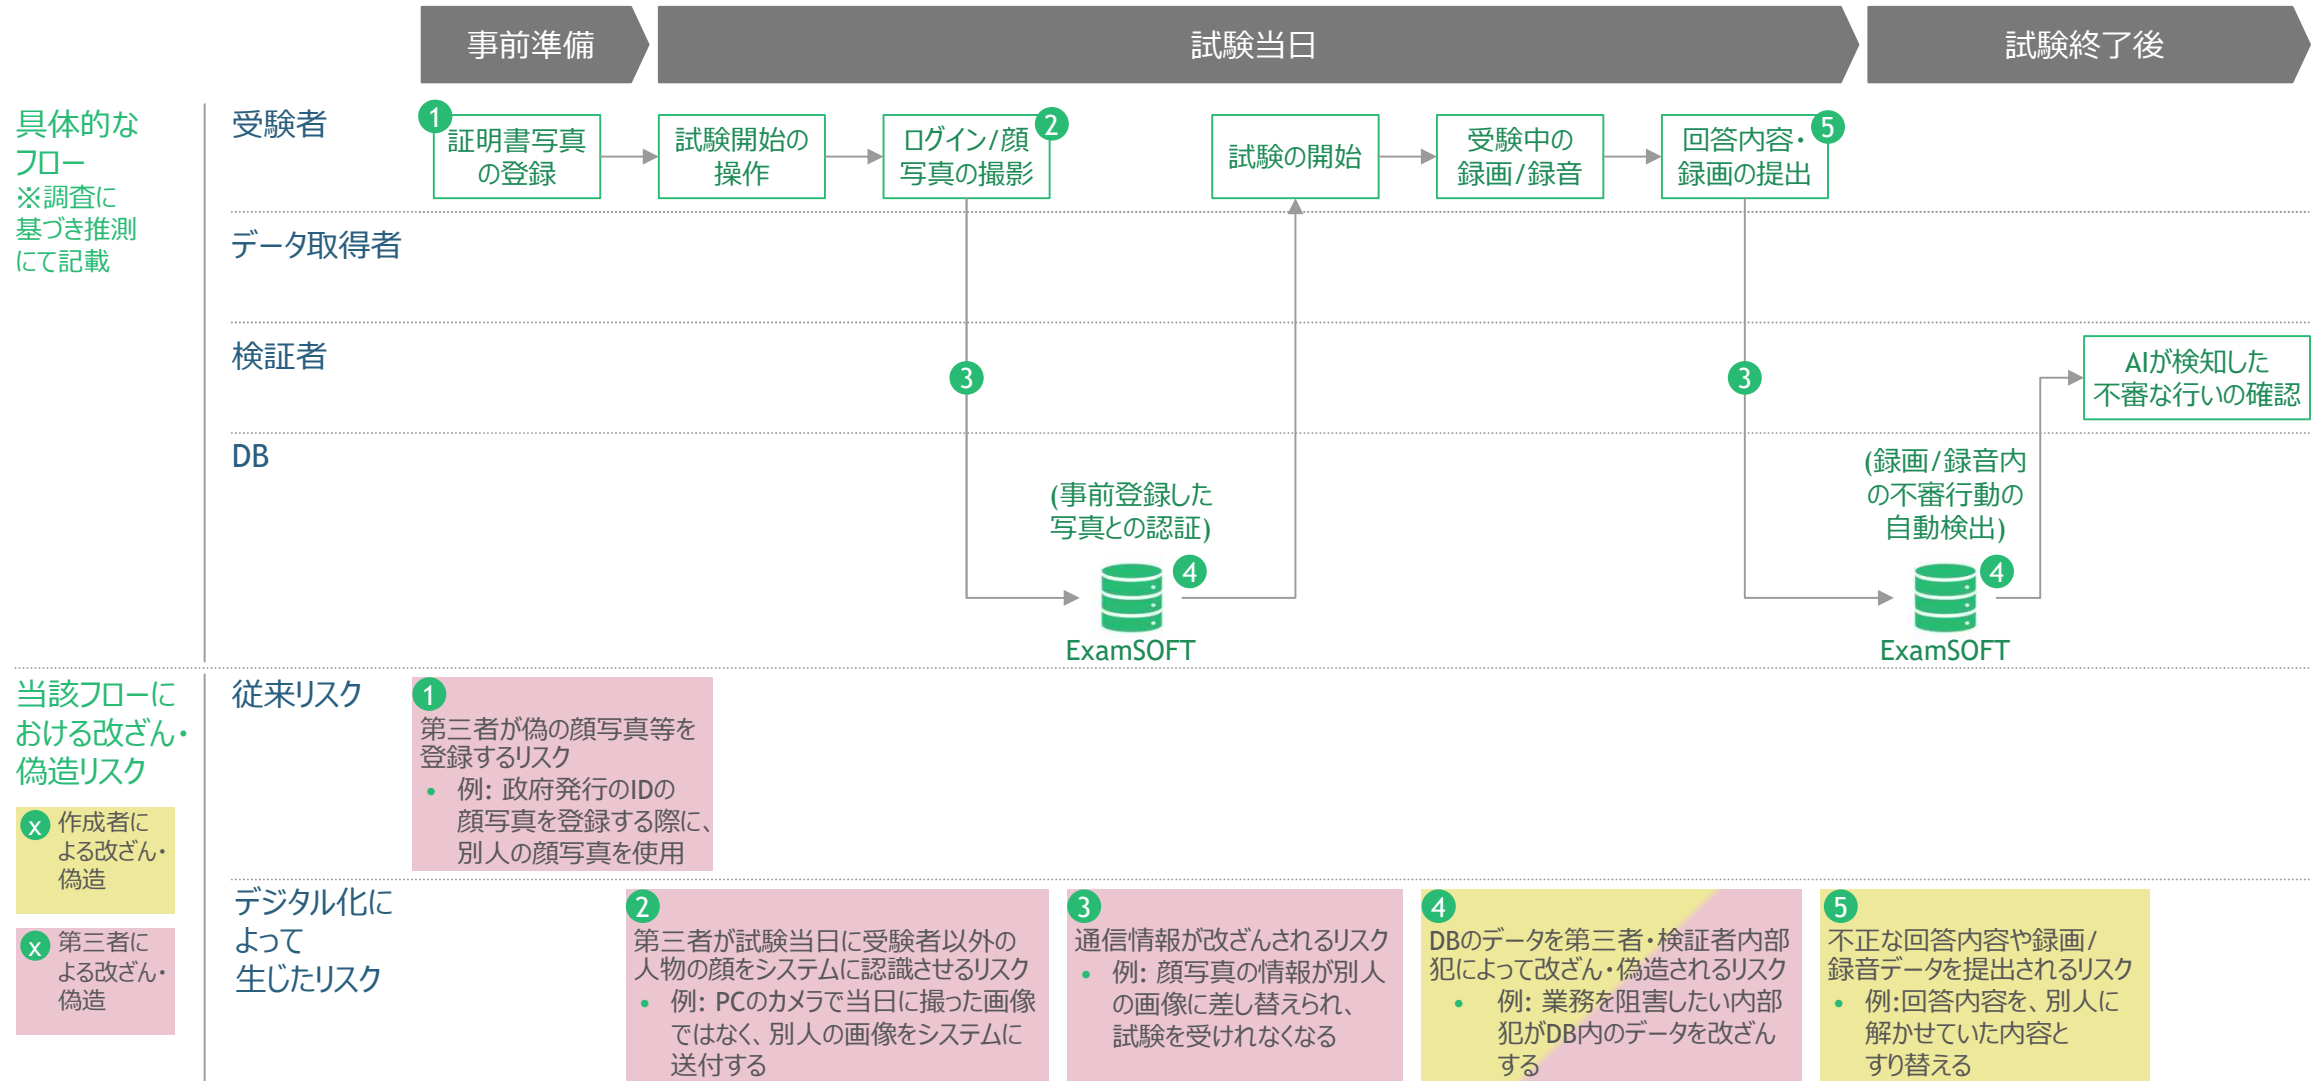 事前準備
試験当日
試験終了後
具体的な
フロー
※調査に
基づき推測
にて記載
受験者
1
証明書写真
の登録
試験開始の
操作
2
ログイン/顔
写真の撮影
試験の開始
受験中の
録画/録音
5
回答内容・
録画の提出
データ取得者
検証者
3
3
AIが検知した
不審な行いの確認
DB
(事前登録した
写真との認証)
4
ExamSOFT
(録画/録音内
の不審行動の
自動検出)
4
ExamSOFT
当該フローに
おける改ざん・
偽造リスク
x 作成者に
よる改ざん・
偽造
x 第三者に
よる改ざん・
偽造
従来リスク
1
第三者が偽の顔写真等を
登録するリスク
• 例: 政府発行のIDの
顔写真を登録する際に、
別人の顔写真を使用
デジタル化に
よって
生じたリスク
2
第三者が試験当日に受験者以外の
人物の顔をシステムに認識させるリスク
• 例: PCのカメラで当日に撮った画像
ではなく、別人の画像をシステムに
送付する
3
通信情報が改ざんされるリスク
• 例: 顔写真の情報が別人
の画像に差し替えられ、
試験を受けれなくなる
4
DBのデータを第三者・検証者内部
犯によって改ざん・偽造されるリスク
• 例: 業務を阻害したい内部
犯がDB内のデータを改ざん
する
5
不正な回答内容や録画/
録音データを提出されるリスク
• 例:回答内容を、別人に
解かせていた内容と
すり替える